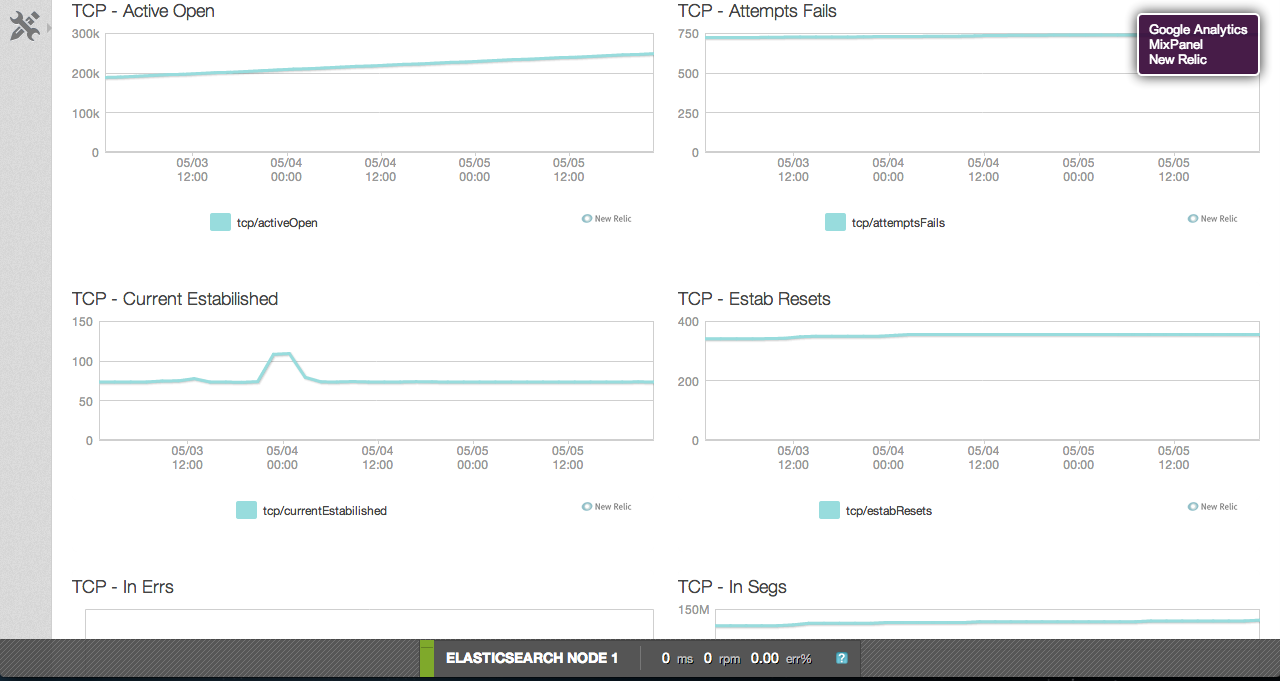 TCP - Active Open
300k
200k
100k
0
05/03 05/04 05/04 05/05 05/05
12:00 00:00 12:00 00:00 12:00
tcp/activeOpen
New Relic
TCP - Attempts Fails
750
500
250
0
05/03 05/04 05/04 05/05 05/05
12:00 00:00 12:00 00:00 12:00
tcp/attemptsFails
New Relic
Google Analytics
MixPanel
New Relic
TCP - Current Estabilished
150
100
50
0
05/03 05/04 05/04 05/05 05/05
12:00 00:00 12:00 00:00 12:00
tcp/currentEstabilished
New Relic
TCP - Estab Resets
400
200
0
05/03 05/04 05/04 05/05 05/05
12:00 00:00 12:00 00:00 12:00
tcp/estabResets
New Relic
TCP - In Errs
TCP - In Segs
150M
ELASTICSEARCH NODE 1 0 ms 0 rpm 0.00 err% ?